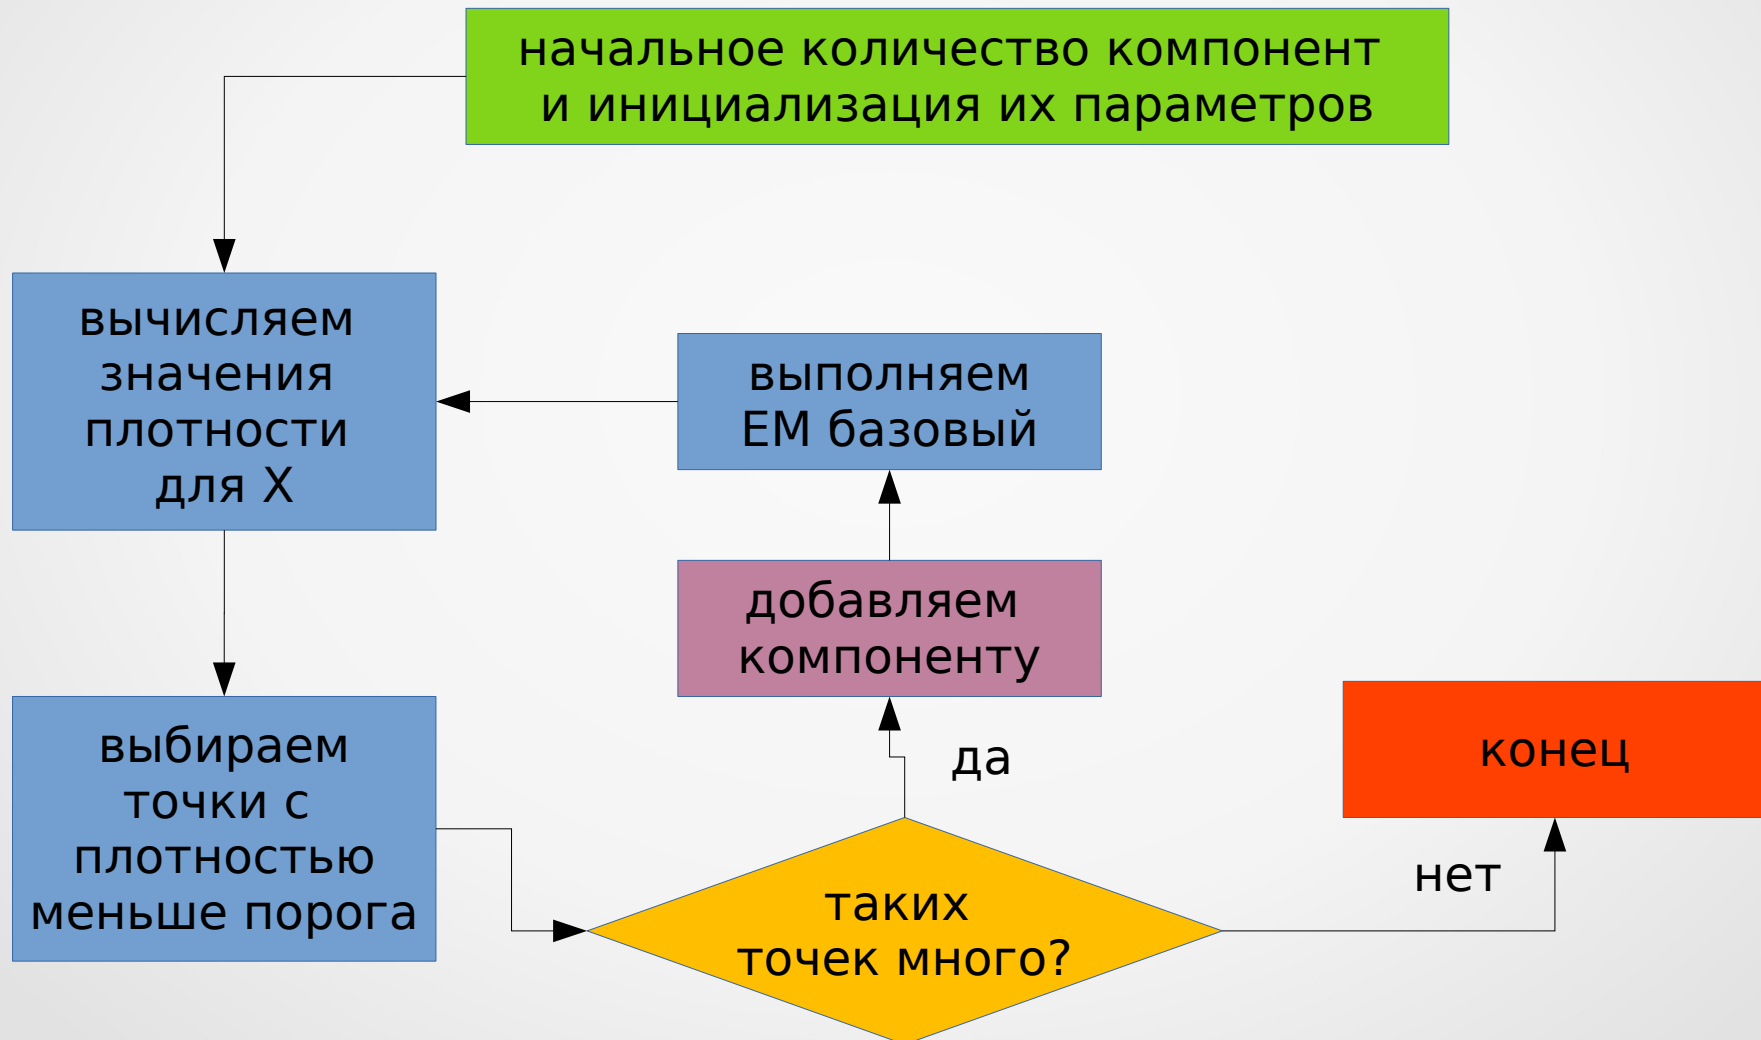 начальное количество компонент
и инициализация их параметров
вычисляем
значения
плотности
для X
выполняем
EM базовый
добавляем
компоненту
выбираем
точки с
плотностью
меньше порога
да
конец
нет
таких
точек много?